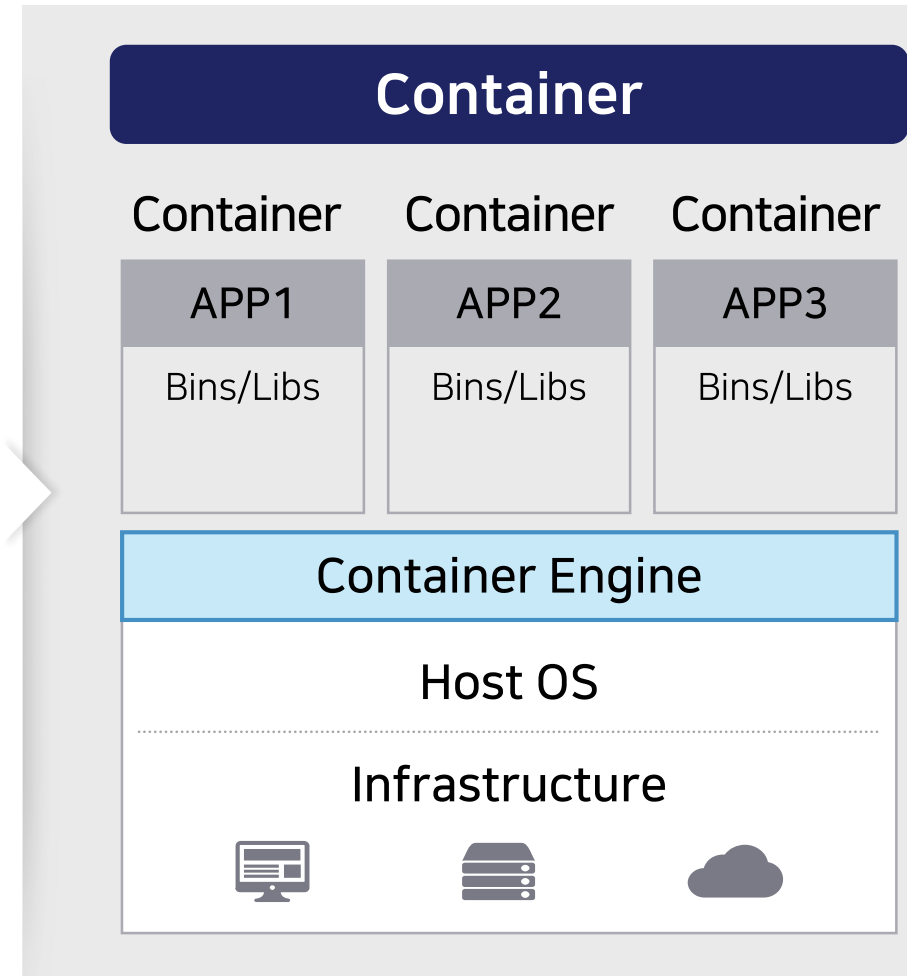 Container
Container Container Container
APP1 APP2 APP3
Bins/Libs Bins/Libs Bins/Libs
Container Engine
Host OS
Infrastructure